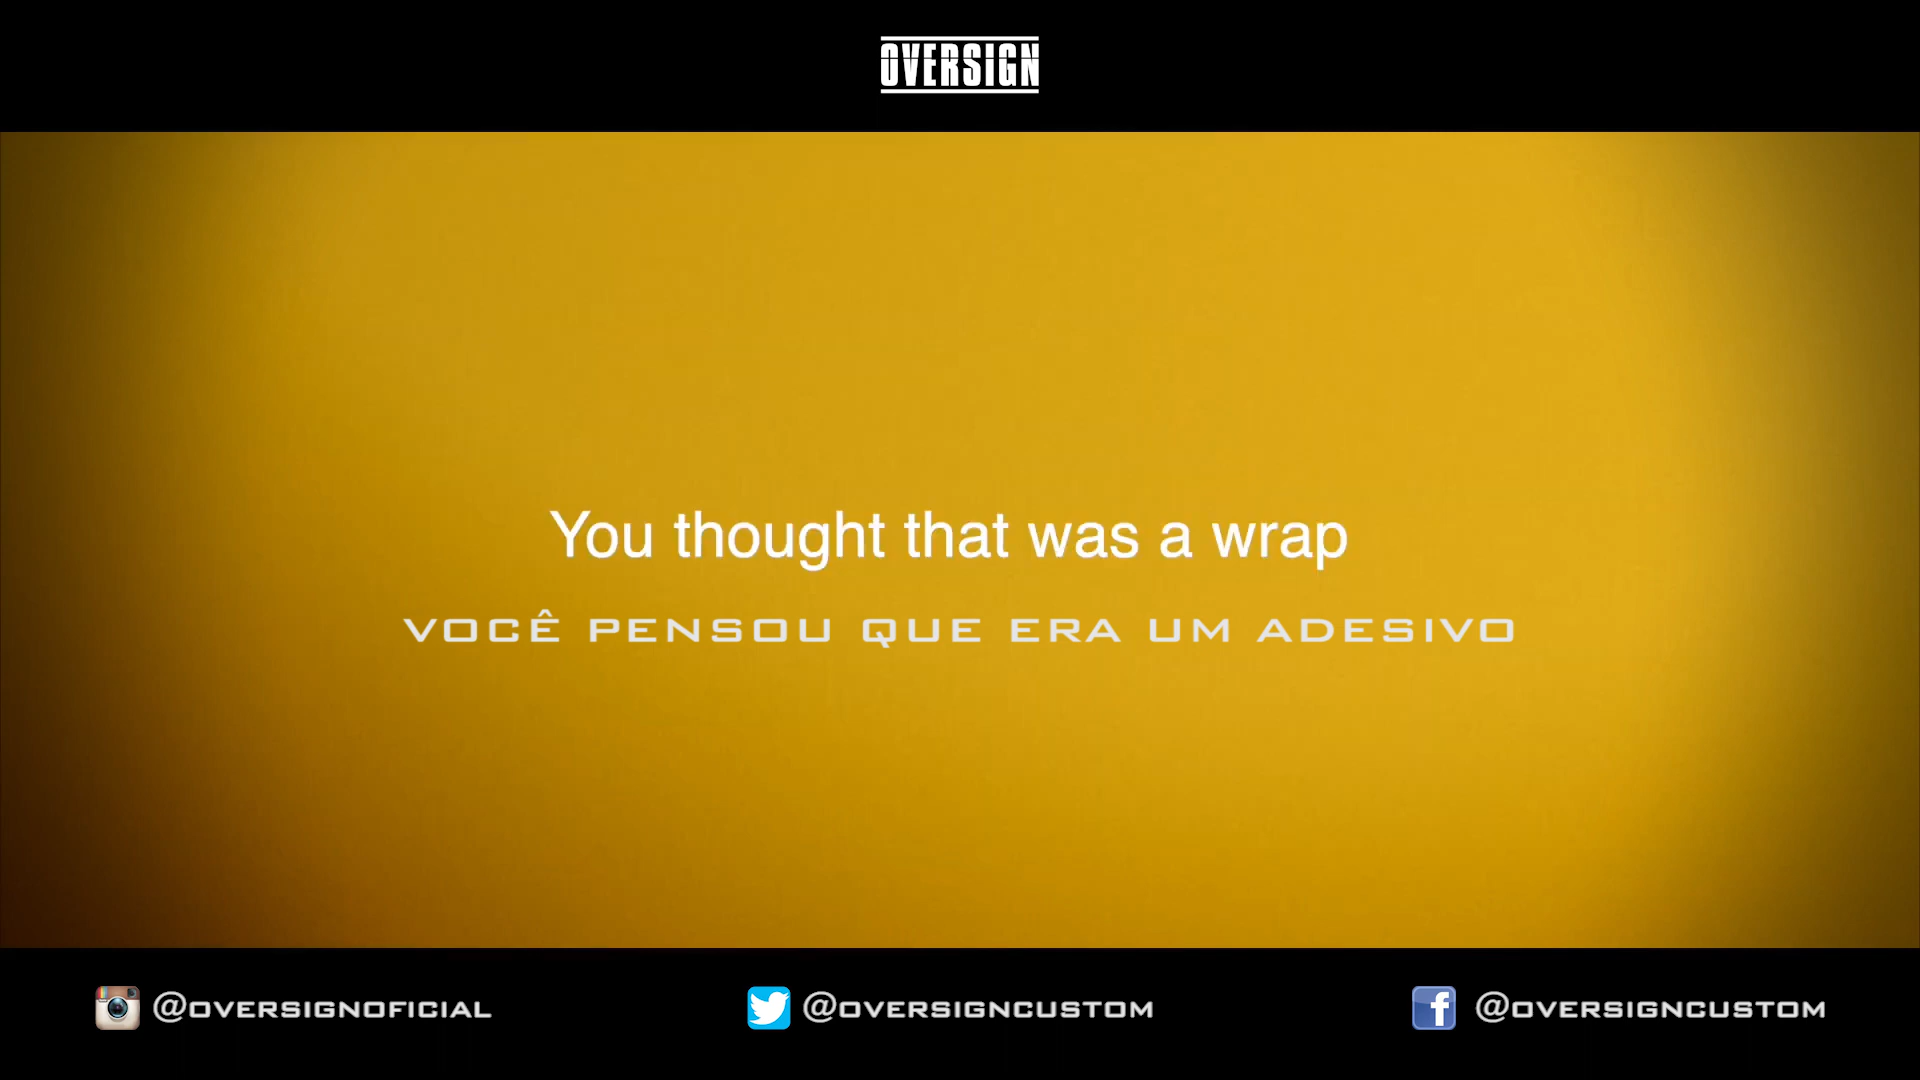 OVERSIGN
You thought that was a wrap
VOCÊ PENSOU QUE ERA UM ADESIVO
@OVERSIGNOFICIAL
@OVERSIGNCUSTOM
@OVERSIGNCUSTOM